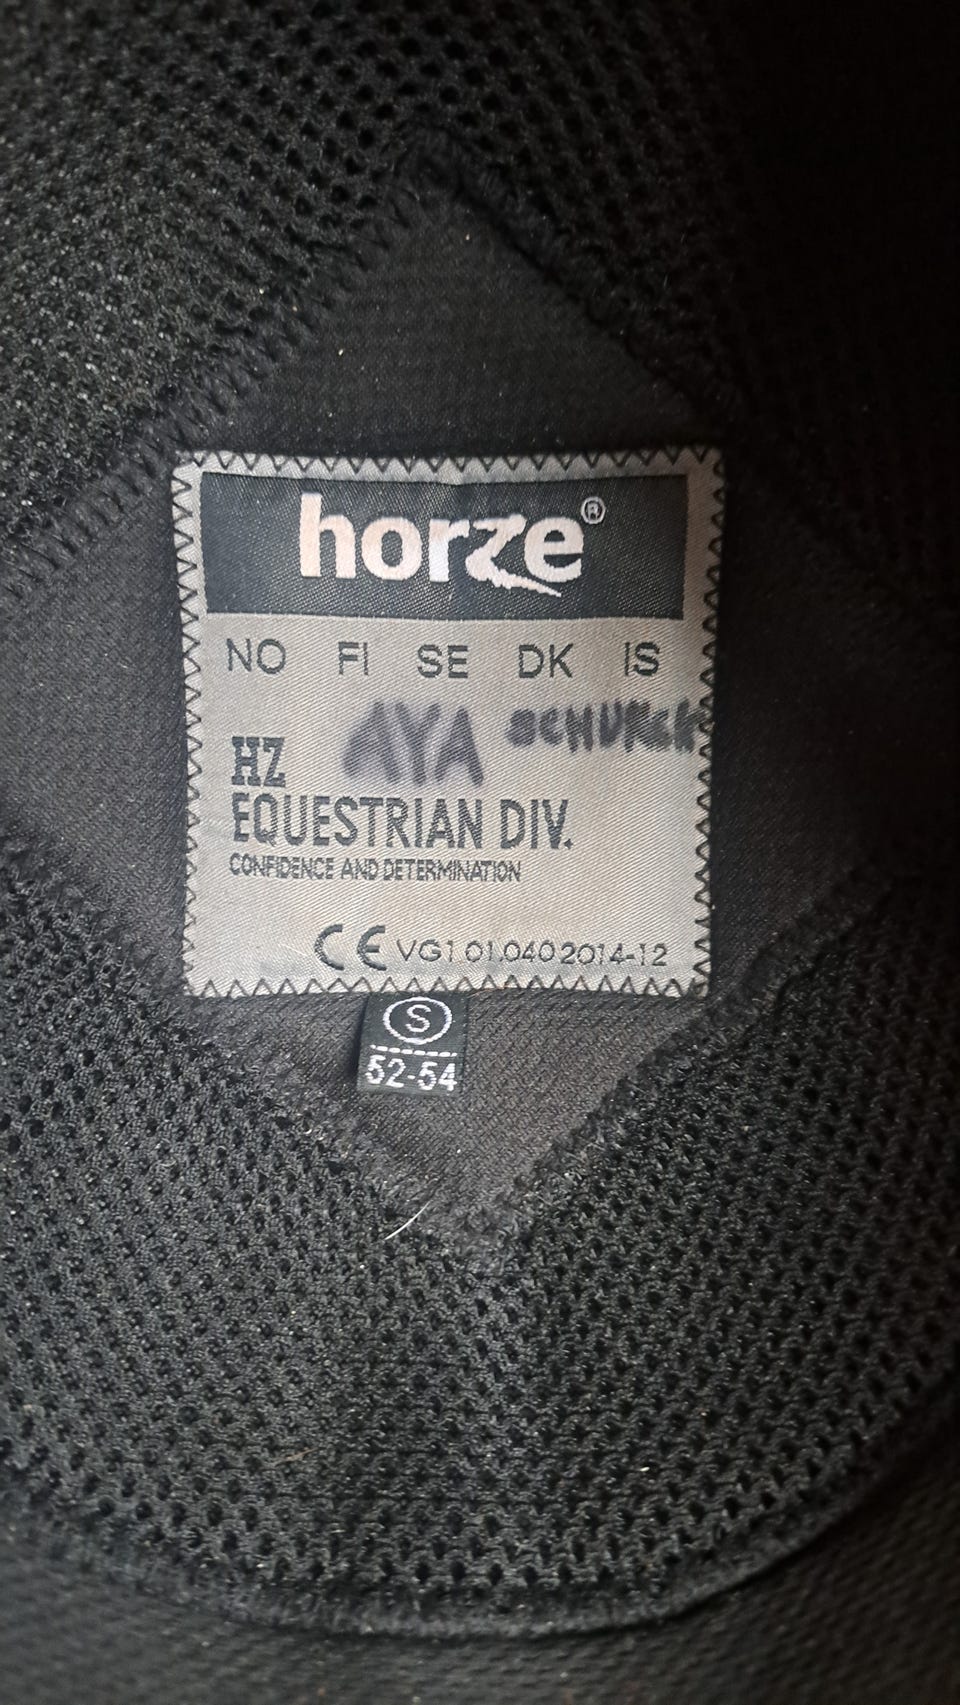 horze®
NO FI SE DK IS
AYA
HZ
EQUESTRIAN DIV.
CONFIDENCE AND DETERMINATION
CE VG1 01.040 2014-12
S
52-54